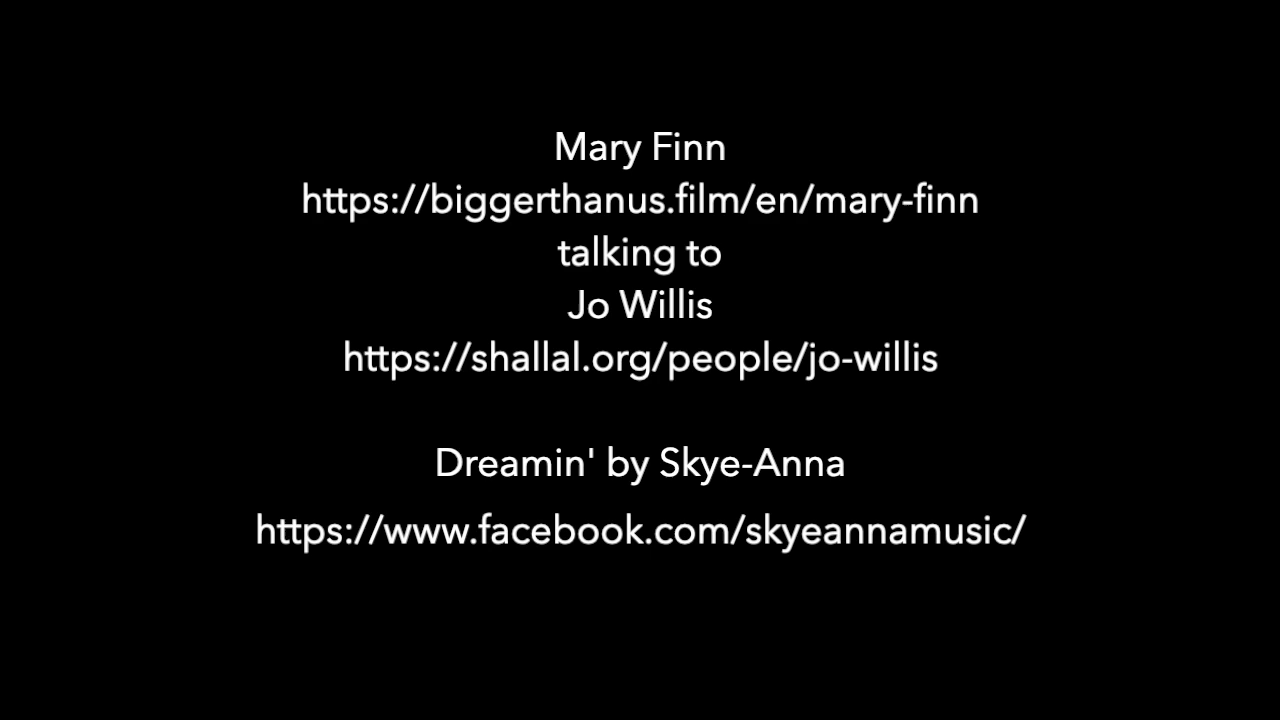 Mary Finn
https://biggerthanus.film/en/mary-finn
talking to
Jo Willis
https://shallal.org/people/jo-willis
Dreamin' by Skye-Anna
https://www.facebook.com/skyeannamusic/